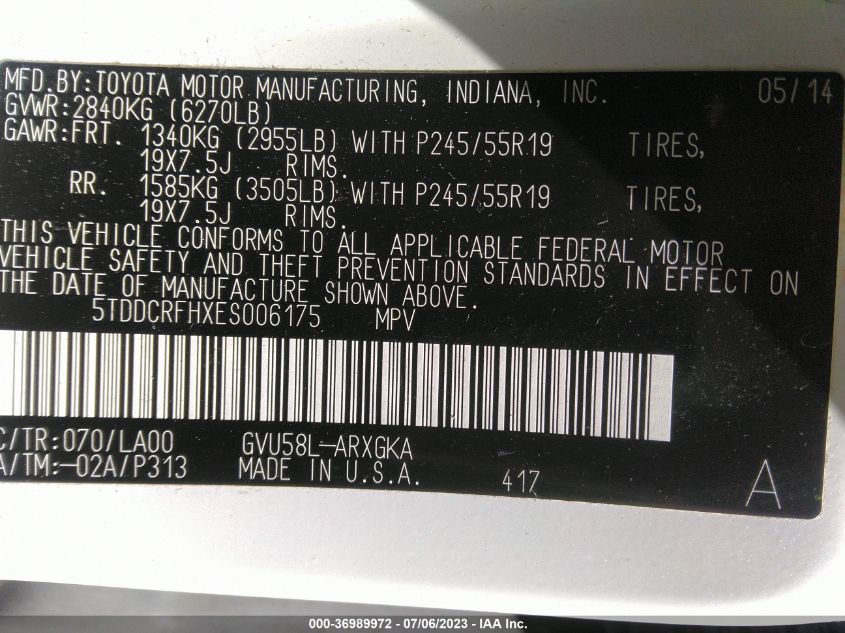 MFD.BY:TOYOTA MOTOR MANUFACTURING, INDIANA, INC. 05/14
GVWR:2840KG (6270LB)
GAWR:FRT. 1340KG (2955LB) WITH P245/55R19 TIRES,
19X7.5J RIMS.
RR. 1585KG (3505LB) WITH P245/55R19 TIRES,
19X7.5J RIMS.
THIS VEHICLE CONFORMS TO ALL APPLICABLE FEDERAL MOTOR
VEHICLE SAFETY AND THEFT PREVENTION STANDARDS IN EFFECT ON
THE DATE OF MANUFACTURE SHOWN ABOVE.
5TDDCRFHXES006175 MPV
C/TR:070/LA00 GVU58L-ARXGKA
A/TM:-02A/P313 MADE IN U.S.A. 417 A
000-36989972 - 07/06/2023 - IAA Inc.